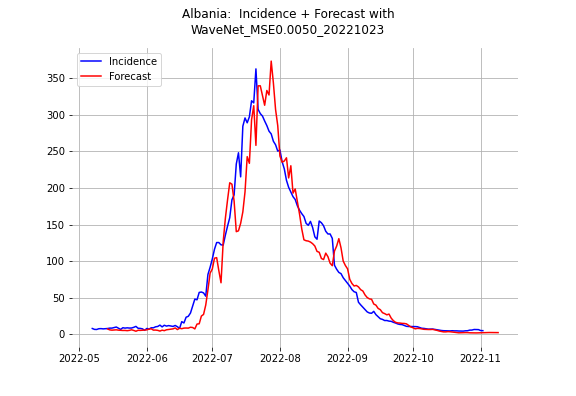 Albania:  Incidence + Forecast with
WaveNet_MSE0.0050_20221023
Incidence
Forecast
350
300
250
200
150
100
50
0
2022-05 2022-06 2022-07 2022-08 2022-09 2022-10 2022-11